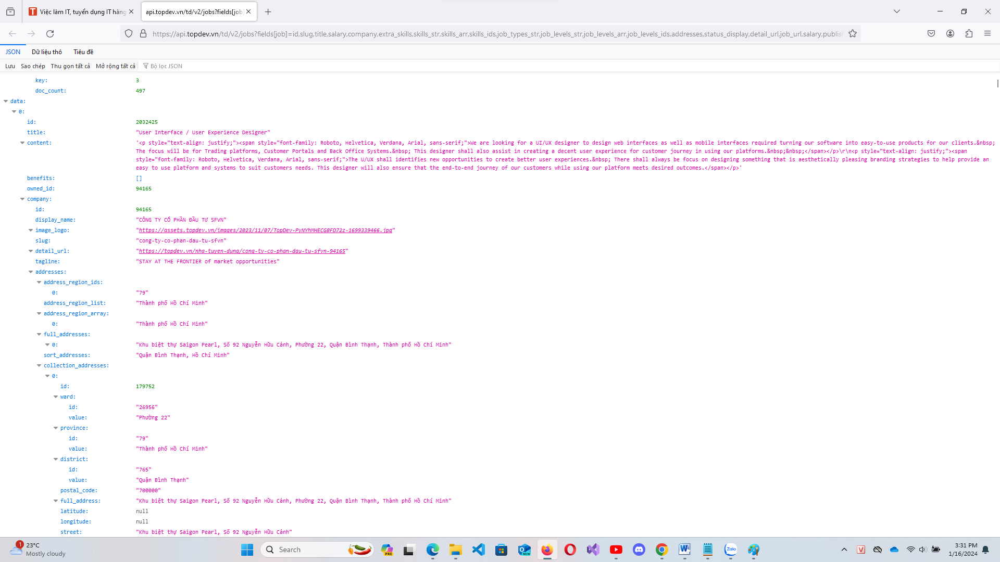 Việc làm IT, tuyển dụng IT hàng
api.topdev.vn/td/v2/jobs?fields[job]
https://api.topdev.vn/td/v2/jobs?fields[job]=id,slug,title,salary,company,extra_skills,skills_str,skills_arr,skills_ids,job_types_str,job_levels_str,job_levels_arr,job_levels_ids,addresses,status_display,detail_url,job_url,salary,publish
JSON Dữ liệu thô Tiêu đề
Lưu Sao chép Thu gọn tất cả Mở rộng tất cả Bộ lọc JSON
key: 3
doc_count: 497
data:
0:
id: 2032425
title: "User Interface / User Experience Designer"
content: '<p style="text-align: justify;"><span style="font-family: Roboto, Helvetica, Verdana, Arial, sans-serif;">We are looking for a UI/UX designer to design web interfaces as well as mobile interfaces required turning our software into easy-to-use products for our clients.&nbsp;
The focus will be for Trading platforms, Customer Portals and Back Office Systems.&nbsp; This designer shall also assist in creating a decent user experience for customer journey in using our platforms.&nbsp;&nbsp;</span></p>\r\n<p style="text-align: justify;"><span
style="font-family: Roboto, Helvetica, Verdana, Arial, sans-serif;">The U/UX shall identifies new opportunities to create better user experiences.&nbsp; There shall always be focus on designing something that is aesthetically pleasing branding strategies to help provide an
easy to use platform and systems to suit customers needs. This designer will also ensure that the end-to-end journey of our customers while using our platform meets desired outcomes.</span></p>'
benefits: []
owned_id: 94165
company:
id: 94165
display_name: "CÔNG TY CỔ PHẦN ĐẦU TƯ SFVN"
image_logo: "https://assets.topdev.vn/images/2023/11/07/TopDev-PyNYhMHECG8FD72z-1699339466.jpg"
slug: "cong-ty-co-phan-dau-tu-sfvn"
detail_url: "https://topdev.vn/nha-tuyen-dung/cong-ty-co-phan-dau-tu-sfvn-94165"
tagline: "STAY AT THE FRONTIER of market opportunities"
addresses:
address_region_ids:
0: "79"
address_region_list: "Thành phố Hồ Chí Minh"
address_region_array:
0: "Thành phố Hồ Chí Minh"
full_addresses:
0: "Khu biệt thự Saigon Pearl, Số 92 Nguyễn Hữu Cảnh, Phường 22, Quận Bình Thạnh, Thành phố Hồ Chí Minh"
sort_addresses: "Quận Bình Thạnh, Hồ Chí Minh"
collection_addresses:
0:
id: 179752
ward:
id: "26956"
value: "Phường 22"
province:
id: "79"
value: "Thành phố Hồ Chí Minh"
district:
id: "765"
value: "Quận Bình Thạnh"
postal_code: "700000"
full_address: "Khu biệt thự Saigon Pearl, Số 92 Nguyễn Hữu Cảnh, Phường 22, Quận Bình Thạnh, Thành phố Hồ Chí Minh"
latitude: null
longitude: null
street: "Khu biệt thự Saigon Pearl, Số 92 Nguyễn Hữu Cảnh"
1
23°C
Mostly cloudy
Search
PRE
NEW
Zalo
V
3:31 PM
1/16/2024